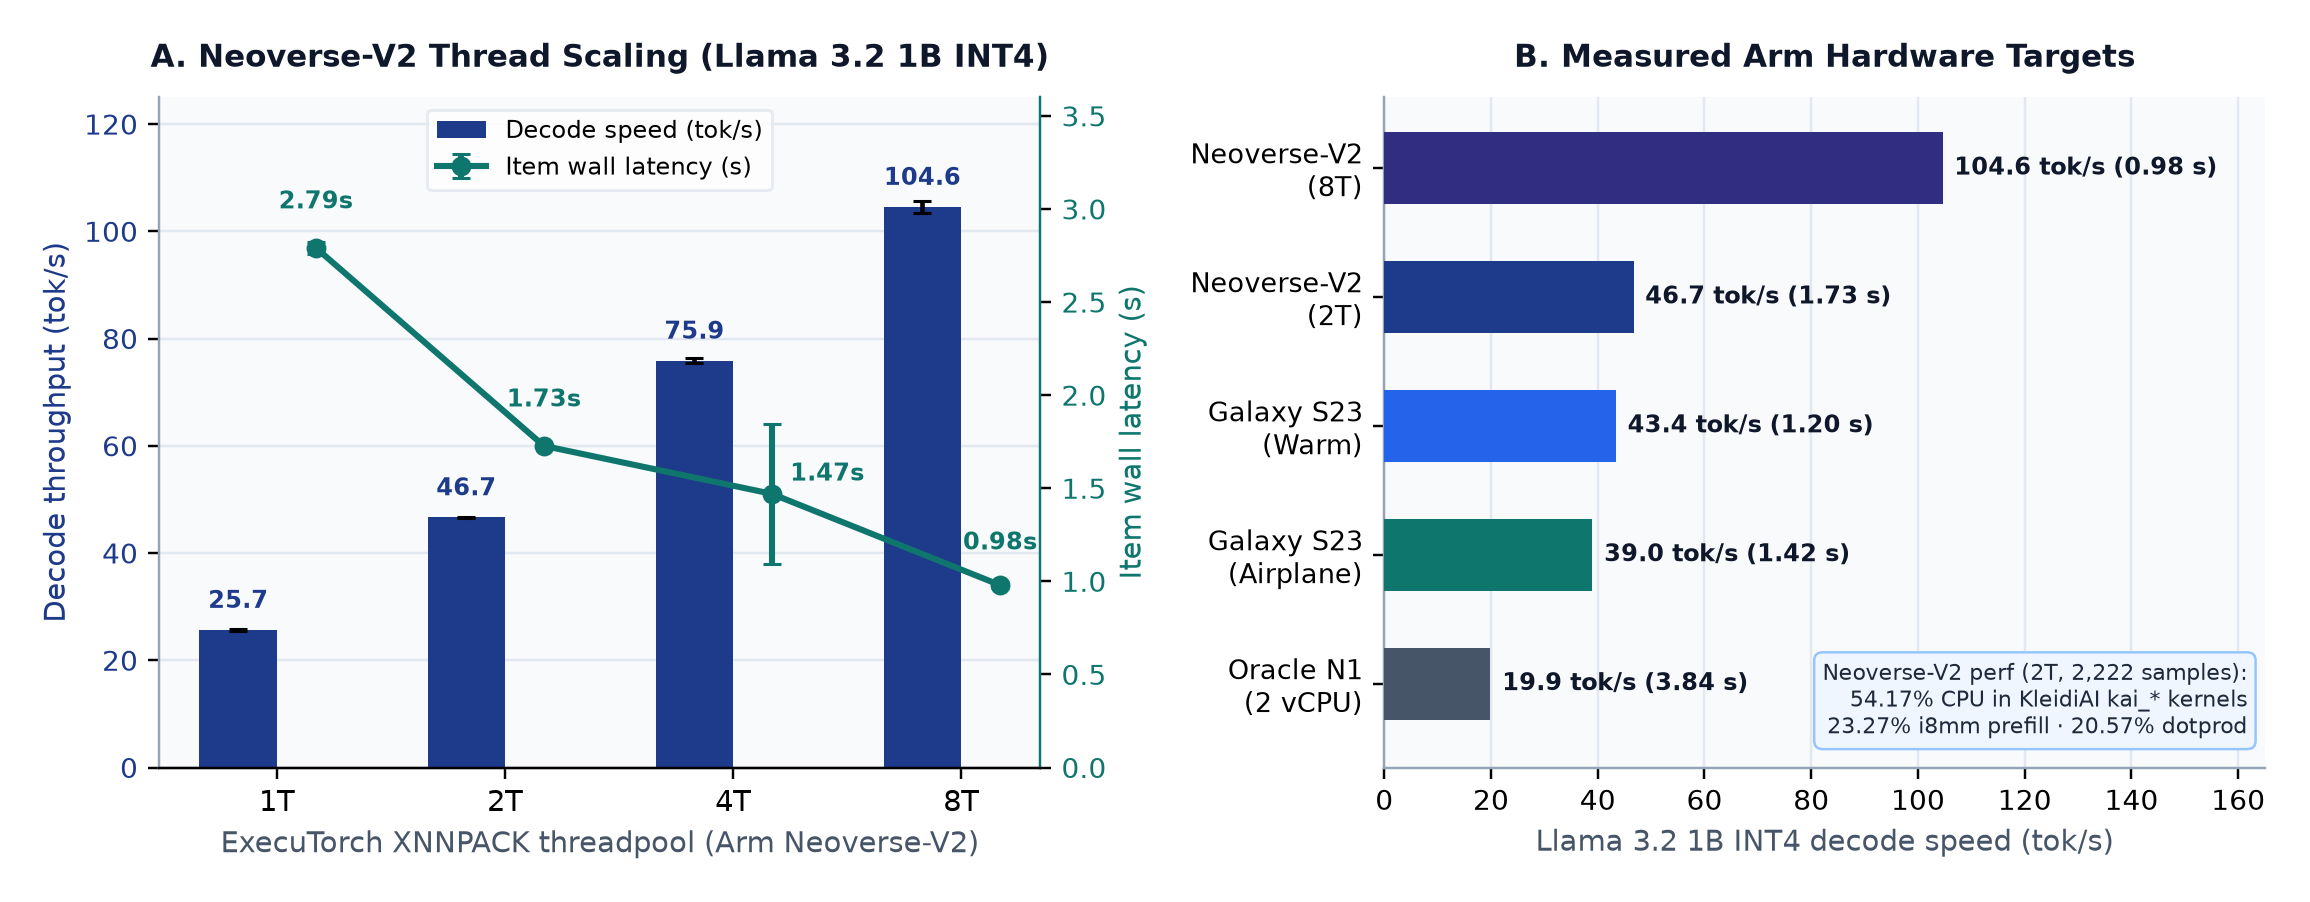 A. Neoverse-V2 Thread Scaling (Llama 3.2 1B INT4)
Decode speed (tok/s)
Item wall latency (s)
Decode throughput (tok/s)
120
100
80
60
40
20
0
25.7
46.7
75.9
104.6
2.79s
1.73s
1.47s
0.98s
3.5
3.0
2.5
2.0
1.5
1.0
0.5
0.0
Item wall latency (s)
1T
2T
4T
8T
ExecuTorch XNNPACK threadpool (Arm Neoverse-V2)
B. Measured Arm Hardware Targets
Neoverse-V2
(8T)
104.6 tok/s (0.98 s)
Neoverse-V2
(2T)
46.7 tok/s (1.73 s)
Galaxy S23
(Warm)
43.4 tok/s (1.20 s)
Galaxy S23
(Airplane)
39.0 tok/s (1.42 s)
Oracle N1
(2 vCPU)
19.9 tok/s (3.84 s)
Neoverse-V2 perf (2T, 2,222 samples):
54.17% CPU in KleidiAI kai_* kernels
23.27% i8mm prefill · 20.57% dotprod
0
20
40
60
80
100
120
140
160
Llama 3.2 1B INT4 decode speed (tok/s)